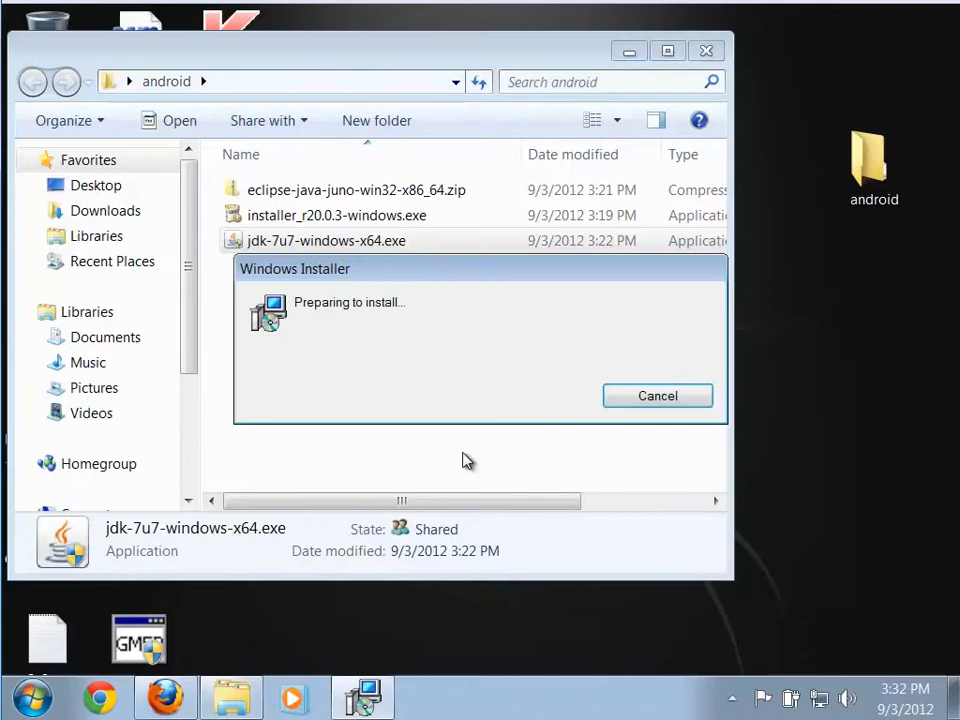 android
Search android
Organize
Open
Share with
New folder
Favorites
Desktop
Downloads
Libraries
Recent Places
Libraries
Documents
Music
Pictures
Videos
Homegroup
Name
Date modified
Type
eclipse-java-juno-win32-x86_64.zip
9/3/2012 3:21 PM
Compress
installer_r20.0.3-windows.exe
9/3/2012 3:19 PM
Applicati
jdk-7u7-windows-x64.exe
9/3/2012 3:22 PM
Applicati
Windows Installer
Preparing to install...
Cancel
jdk-7u7-windows-x64.exe
State:
Shared
Application
Date modified: 9/3/2012 3:22 PM
android
GMER
3:32 PM
9/3/2012